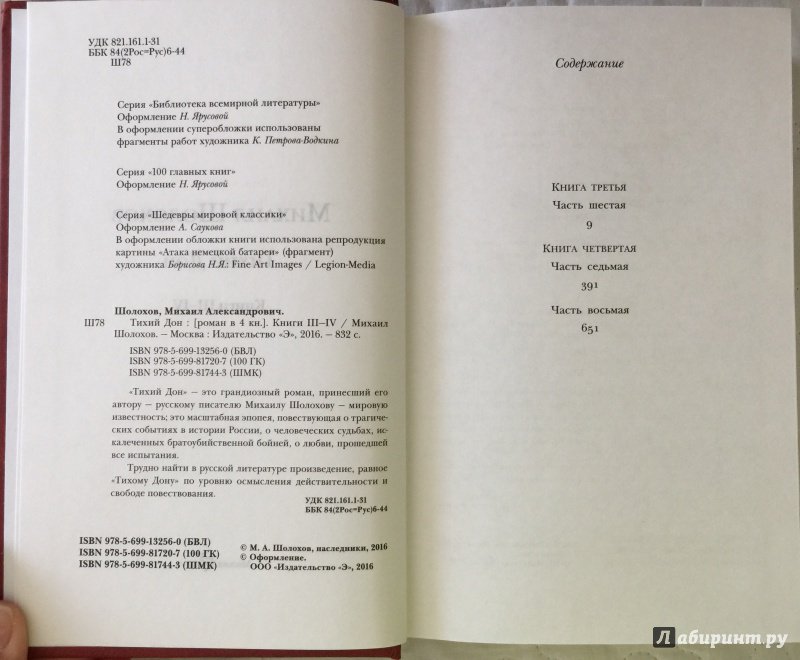 УДК 821.161.1-31
ББК 84(2Рос=Рус)6-44
Ш78
Серия «Библиотека всемирной литературы»
Оформление Н. Ярусовой
В оформлении суперобложки использованы
фрагменты работ художника К. Петрова-Водкина
Серия «100 главных книг»
Оформление Н. Ярусовой
Серия «Шедевры мировой классики»
Оформление А. Саукова
В оформлении обложки книги использована репродукция
картины «Атака немецкой батареи» (фрагмент)
художника Борисова Н.Я.: Fine Art Images / Legion-Media
Шолохов, Михаил Александрович.
Ш78 Тихий Дон : [роман в 4 кн.]. Книги III–IV / Михаил
Шолохов. – Москва : Издательство «Э», 2016. – 832 с.
ISBN 978-5-699-13256-0 (БВЛ)
ISBN 978-5-699-81720-7 (100 ГК)
ISBN 978-5-699-81744-3 (ШМК)
«Тихий Дон» – это грандиозный роман, принесший его
автору – русскому писателю Михаилу Шолохову – мировую
известность; это масштабная эпопея, повествующая о трагиче-
ских событиях в истории России, о человеческих судьбах, ис-
калеченных братоубийственной бойней, о любви, прошедшей
все испытания.
Трудно найти в русской литературе произведение, равное
«Тихому Дону» по уровню осмысления действительности и
свободе повествования.
УДК 821.161.1-31
ББК 84(2Рос=Рус)6-44
ISBN 978-5-699-13256-0 (БВЛ)
ISBN 978-5-699-81720-7 (100 ГК)
ISBN 978-5-699-81744-3 (ШМК)
© М. А. Шолохов, наследники, 2016
© Оформление.
ООО «Издательство «Э», 2016
Содержание
Книга третья
Часть шестая
9
Книга четвертая
Часть седьмая
391
Часть восьмая
651
Лабиринт.ру